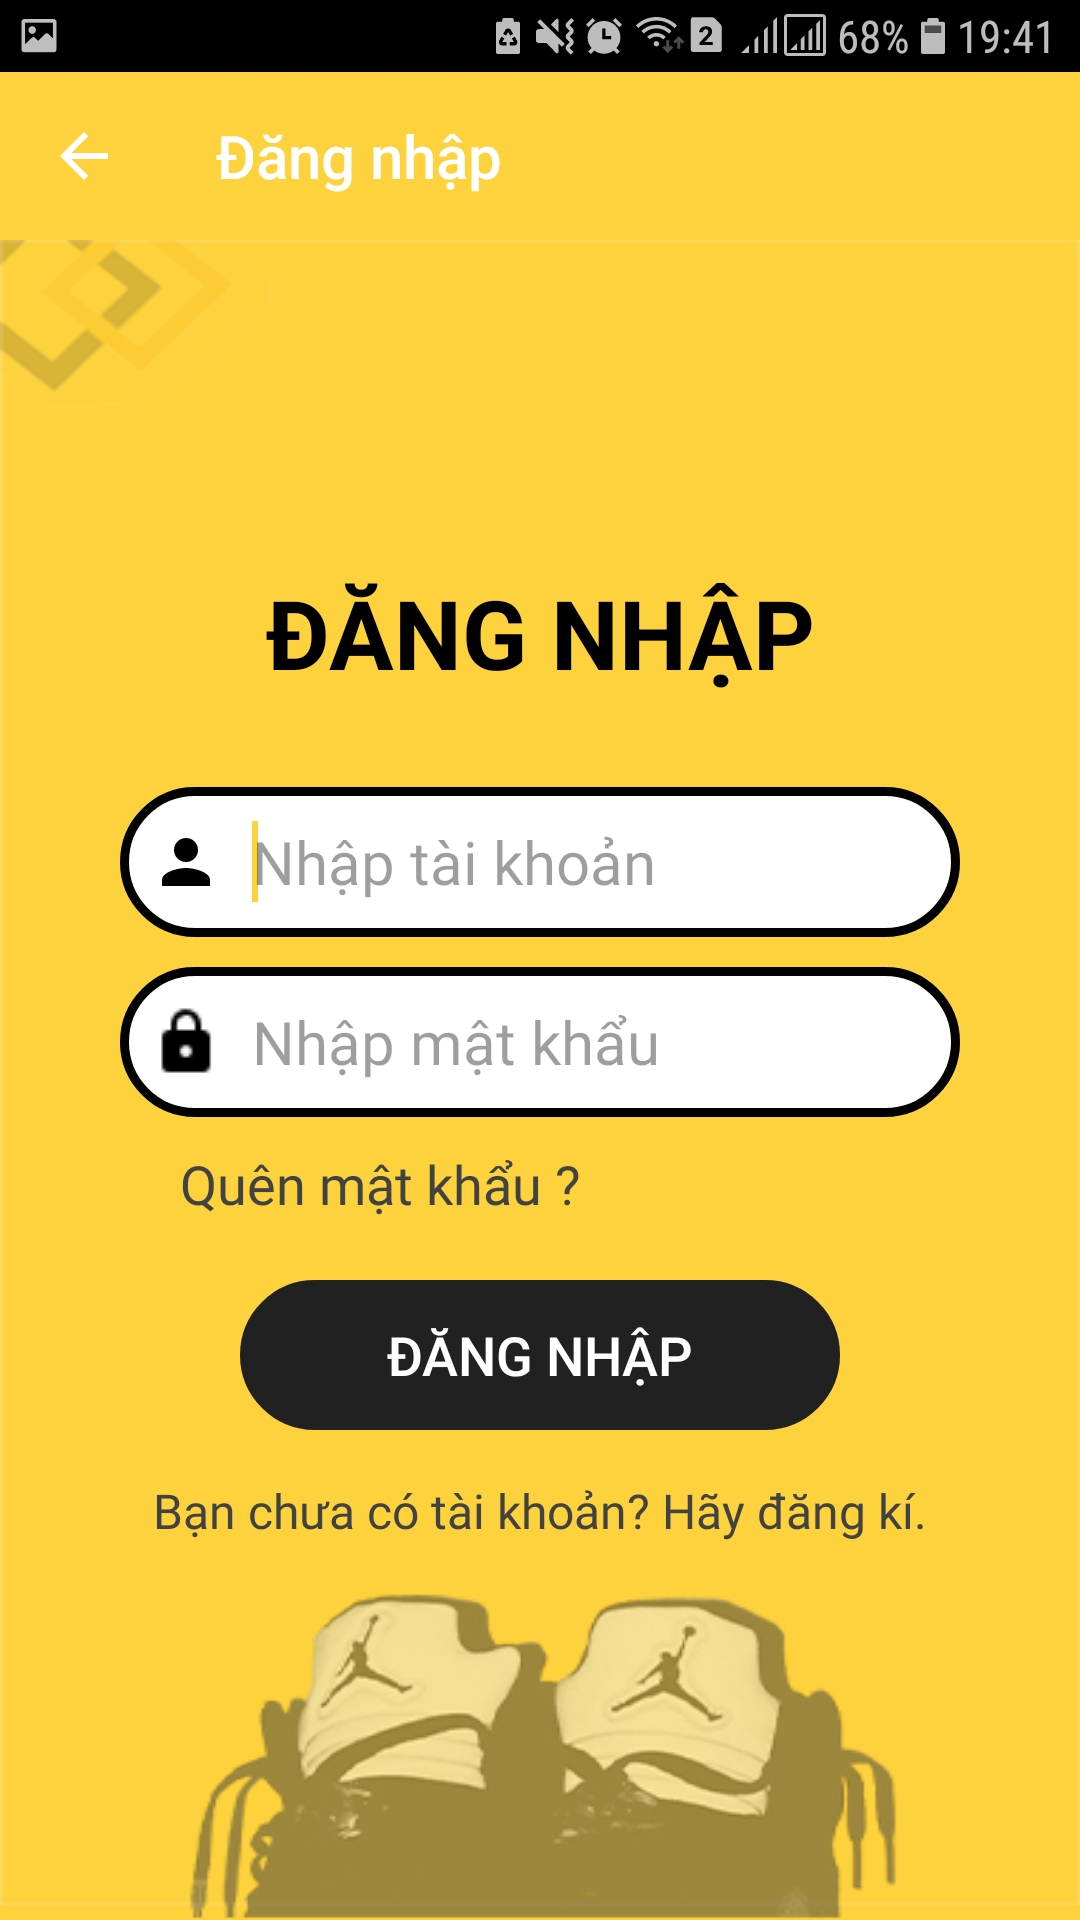 2 68% 19:41
Đăng nhập
ĐĂNG NHẬP
Nhập tài khoản
Nhập mật khẩu
Quên mật khẩu ?
ĐĂNG NHẬP
Bạn chưa có tài khoản? Hãy đăng kí.